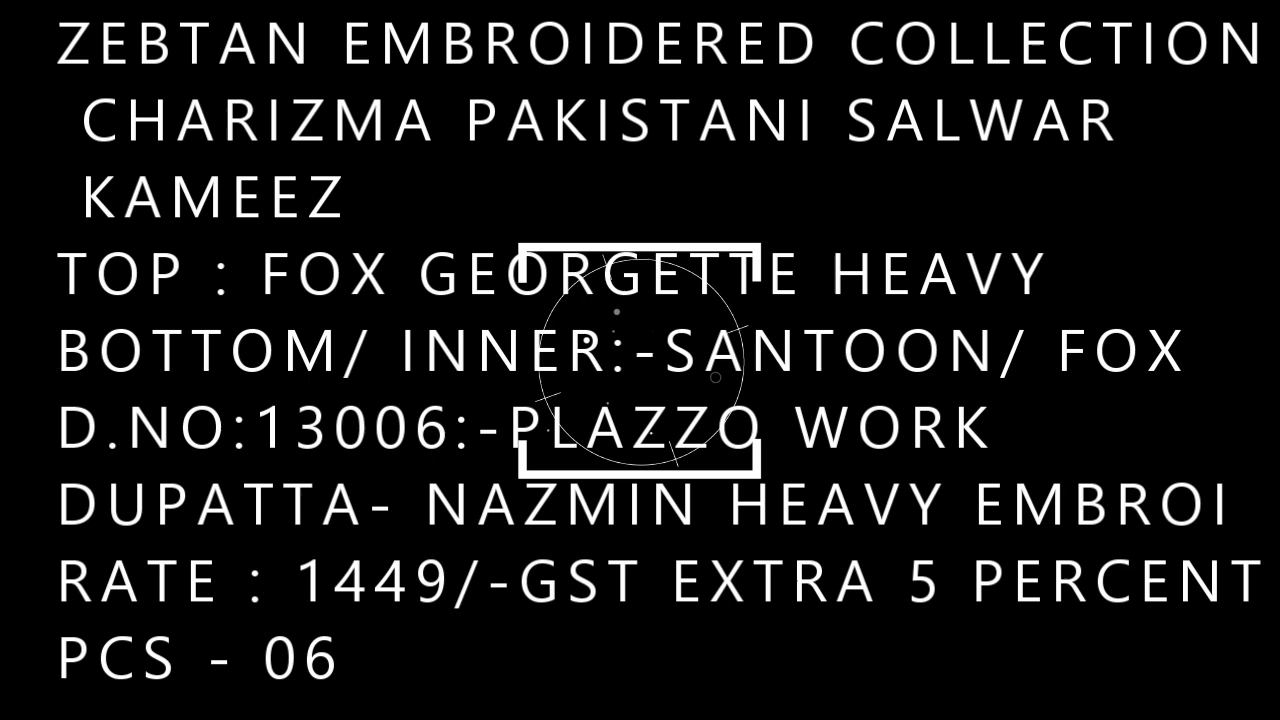 ZEBTAN EMBROIDERED COLLECTION
CHARIZMA PAKISTANI SALWAR
KAMEEZ
TOP : FOX GEORGETTE HEAVY
BOTTOM/ INNER:-SANTOON/ FOX
D.NO:13006:-PLAZZO WORK
DUPATTA- NAZMIN HEAVY EMBROI
RATE : 1449/-GST EXTRA 5 PERCENT
PCS - 06